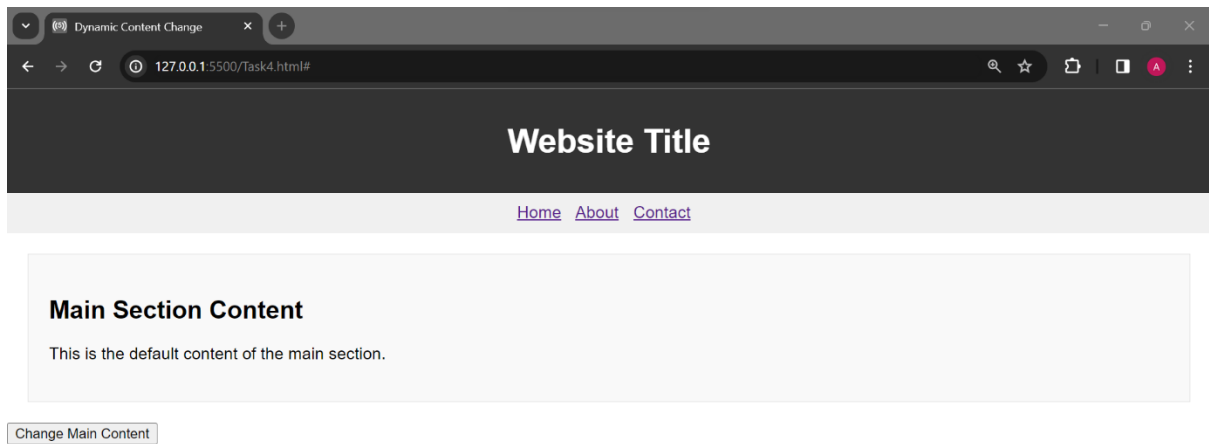 Dynamic Content Change
127.0.0.1:5500/Task4.html#
A
Website Title
Home About Contact
Main Section Content
This is the default content of the main section.
Change Main Content